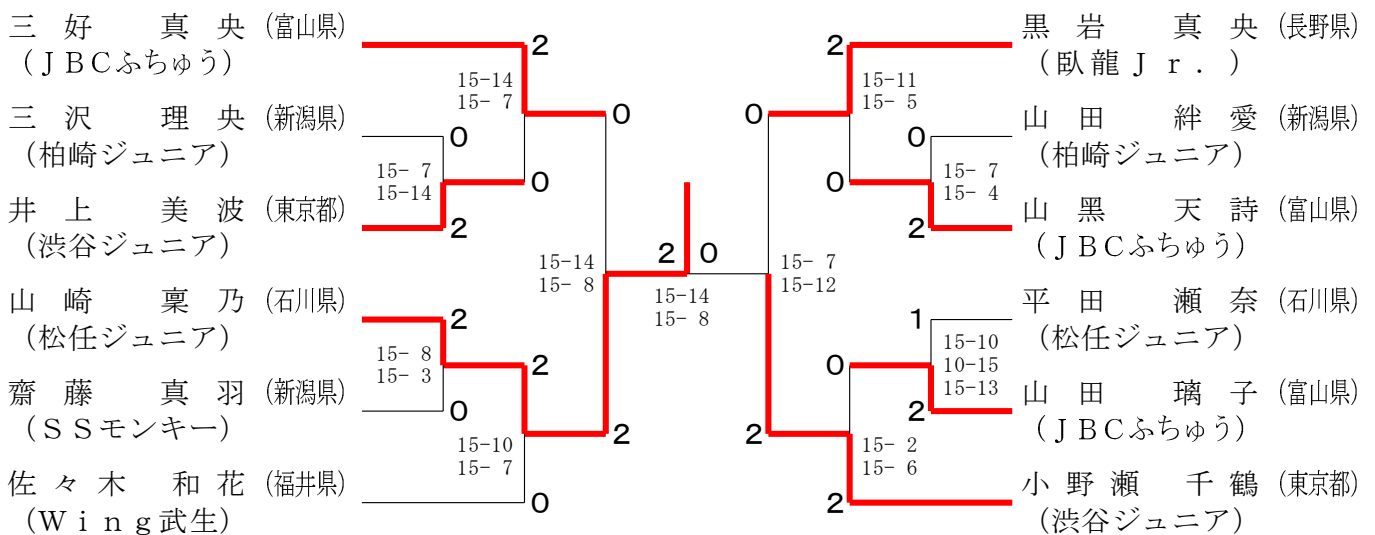 三好 真央 (富山県)
(ＪＢＣふちゅう)
三沢 理央 (新潟県)
(柏崎ジュニア)
井上 美波 (東京都)
(渋谷ジュニア)
山崎 稟乃 (石川県)
(松任ジュニア)
齋藤 真羽 (新潟県)
(ＳＳモンキー)
佐々木 和花 (福井県)
(Ｗｉｎｇ武生)
2
15-14
15- 7
0
0
15- 7
15-14
0
2
2
15- 8
15- 3
2
0
15-10
15- 7
2
0
15-14
15- 8
2 0
15-14
15- 8
2
15-11
15- 5
0
0
15- 7
15- 4
0
2
15- 7
15-12
1
15-10
10-15
15-13
0
2
2
15- 2
15- 6
2
黒岩 真央 (長野県)
(臥龍Ｊｒ．)
山田 絆愛 (新潟県)
(柏崎ジュニア)
山黑 天詩 (富山県)
(ＪＢＣふちゅう)
平田 瀬奈 (石川県)
(松任ジュニア)
山田 璃子 (富山県)
(ＪＢＣふちゅう)
小野瀬 千鶴 (東京都)
(渋谷ジュニア)